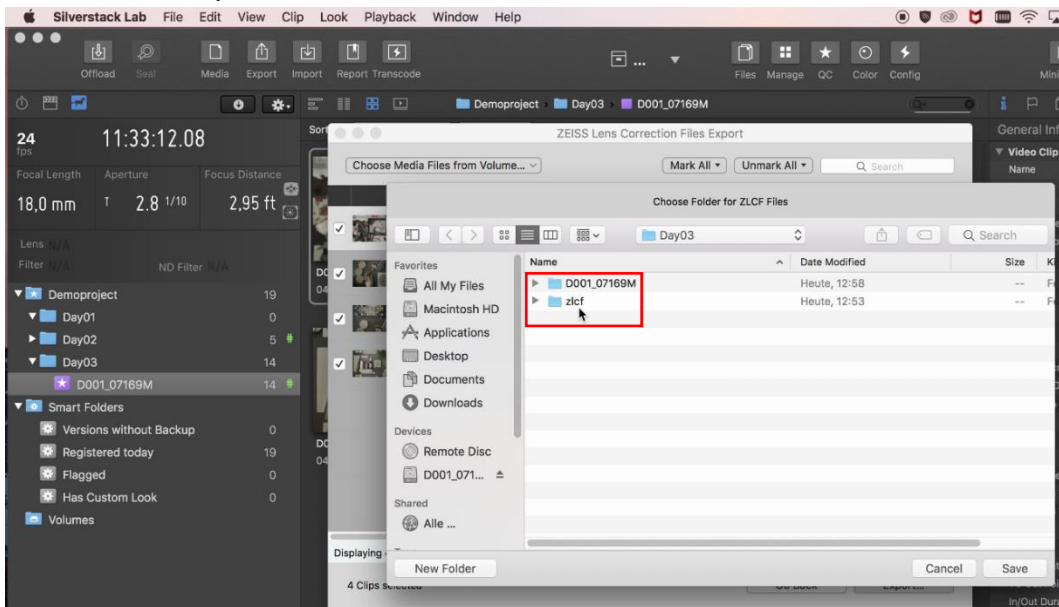 Silverstack Lab File Edit View Clip Look Playback Window Help
Offload Seal Media Export Import Report Transcode ... Files Manage QC Color Config
Demoproject Day03 D001_07169M
24 fps 11:33:12.08
Focal Length Aperture Focus Distance
18,0 mm T 2.8 1/10 2,95 ft
Lens N/A
Filter N/A ND Filter N/A
Demoproject 19
Day01 0
Day02 5
Day03 14
D001_07169M 14
Smart Folders
Versions without Backup 0
Registered today 19
Flagged 0
Has Custom Look 0
Volumes
ZEISS Lens Correction Files Export
Choose Media Files from Volume... Mark All Unmark All Search
Choose Folder for ZLCF Files
Day03 Search
Favorites
All My Files
Macintosh HD
Applications
Desktop
Documents
Downloads
Devices
Remote Disc
D001_071...
Shared
Alle ...
Name Date Modified Size
D001_07169M Heute, 12:58 --
zlcf Heute, 12:53 --
New Folder Cancel Save
Displaying
4 Clips
General
Video Clip
Name